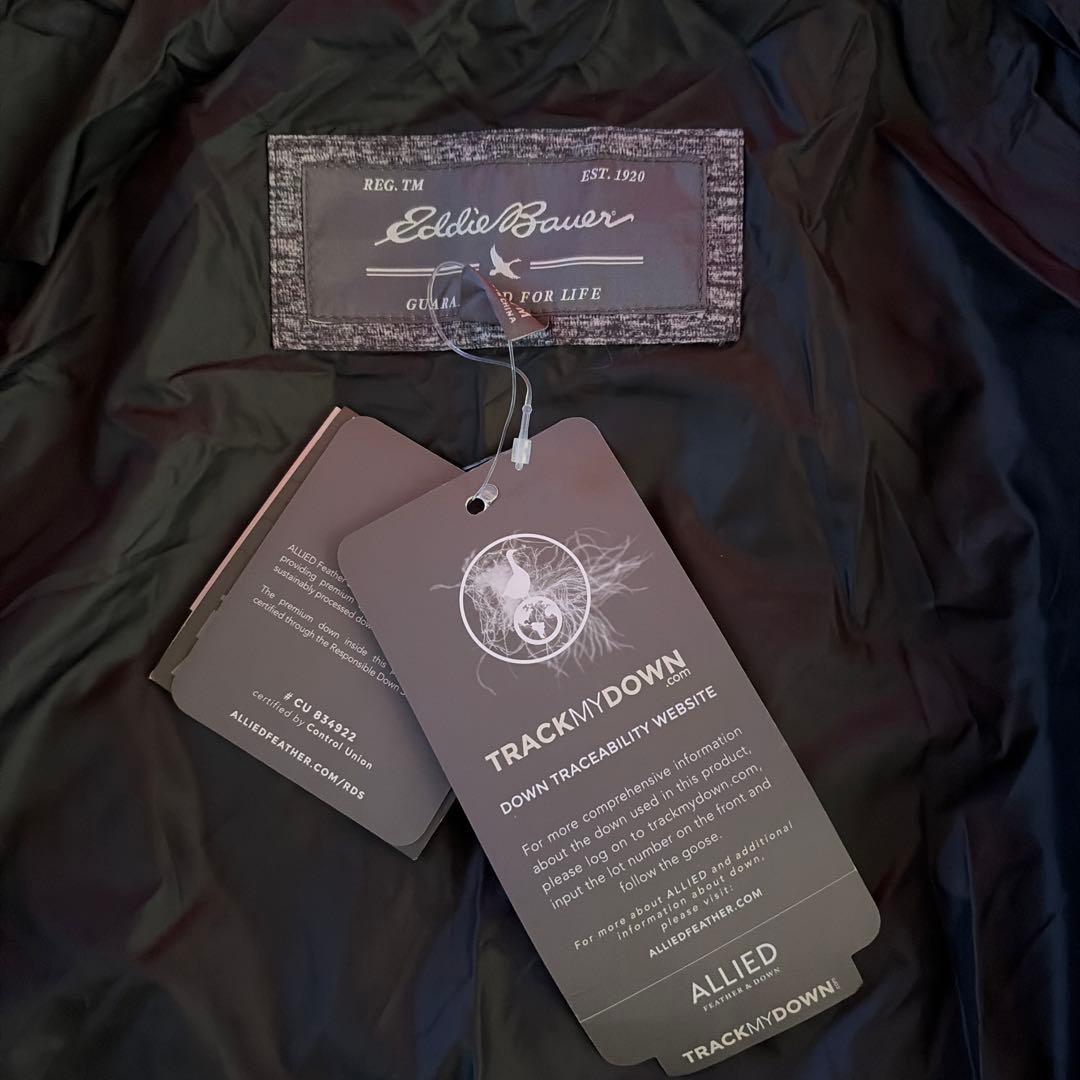 REG. TM
EST. 1920
Eddie Bauer
FOR LIFE
CHINA
ALLIED Feather
providing premium
sustainably processed
The premium down inside this
certified through the Responsible Down
# CU 834922
certified by Control Union
ALLIEDFEATHER.COM/RDS
TRACKMYDOWN
.com
DOWN TRACEABILITY WEBSITE
For more comprehensive information
about the down used in this product,
please log on to trackmydown.com,
input the lot number on the front and
follow the goose.
For more about ALLIED and additional
information about down,
please visit:
ALLIEDFEATHER.COM
ALLIED
FEATHER & DOWN
TRACKMYDOWN